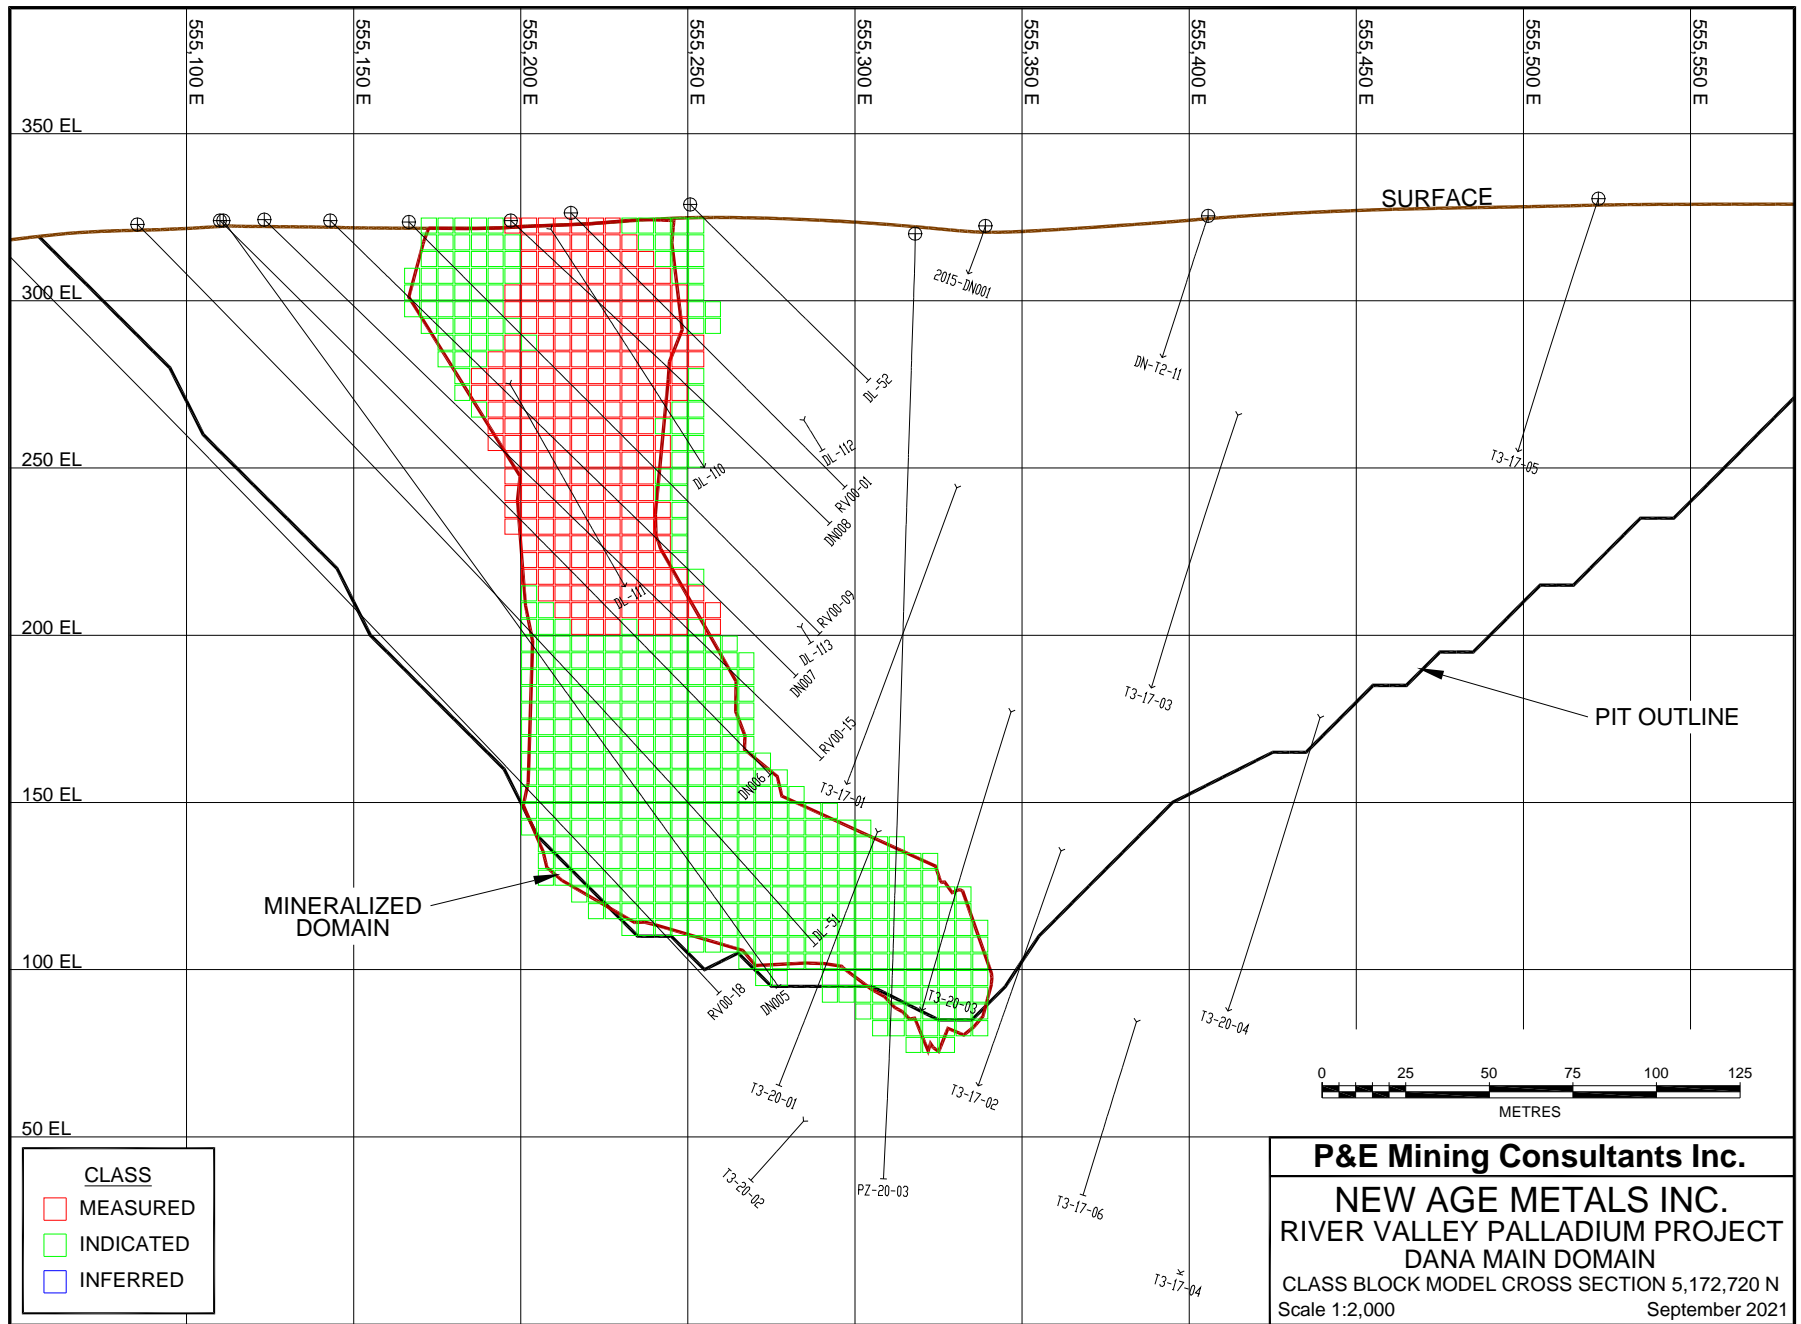 555,100 E
555,150 E
555,200 E
555,250 E
555,300 E
555,350 E
555,400 E
555,450 E
555,500 E
555,550 E
350 EL
SURFACE
2015-DN001
300 EL
DN-T2-11
DL-52
DL-112
T3-17-05
250 EL
DL-110
RV00-01
DN008
DL-111
RV00-09
200 EL
DL-113
DN007
T3-17-03
PIT OUTLINE
RV00-15
DN006
T3-17-01
150 EL
MINERALIZED
DOMAIN
DL-51
100 EL
RV00-18
DN005
T3-20-03
T3-20-04
T3-20-01
T3-17-02
0 25 50 75 100 125
METRES
50 EL
T3-20-02
PZ-20-03
T3-17-06
T3-17-04
CLASS
MEASURED
INDICATED
INFERRED
P&E Mining Consultants Inc.
NEW AGE METALS INC.
RIVER VALLEY PALLADIUM PROJECT
DANA MAIN DOMAIN
CLASS BLOCK MODEL CROSS SECTION 5,172,720 N
Scale 1:2,000 September 2021